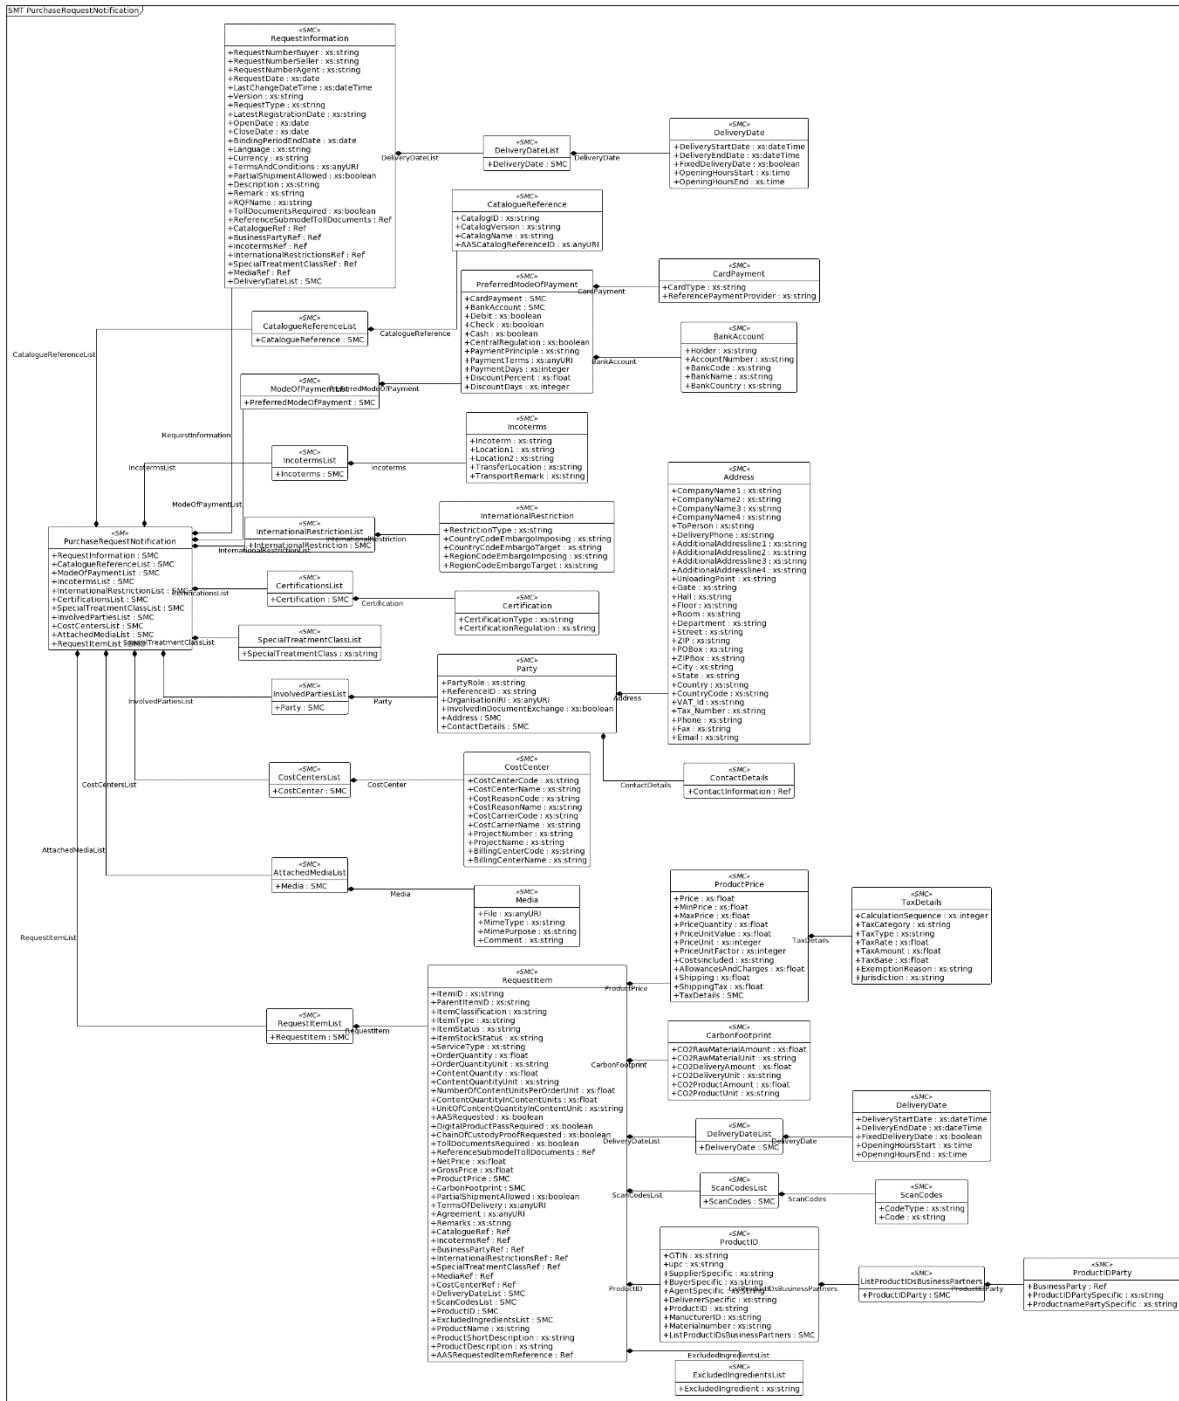 SMT PurchaseRequestNotification
«SMC»
RequestInformation
+RequestNumberBuyer : xs:string
+RequestNumberSeller : xs:string
+RequestNumberAgent : xs:string
+RequestDate : xs:date
+LastChangeDateTime : xs:dateTime
+Version : xs:string
+RequestType : xs:string
+LatestRegistrationDate : xs:string
+OpenDate : xs:date
+CloseDate : xs:date
+BindingPeriodEndDate : xs:date
+Language : xs:string
+Currency : xs:string
+TermsAndConditions : xs:anyURI
+PartialShipmentAllowed : xs:boolean
+Description : xs:string
+Remark : xs:string
+RQFName : xs:string
+TollDocumentsRequired : xs:boolean
+ReferenceSubmodelTollDocuments : Ref
+CatalogueRef : Ref
+BusinessPartyRef : Ref
+IncotermsRef : Ref
+InternationalRestrictionsRef : Ref
+SpecialTreatmentClassRef : Ref
+MediaRef : Ref
+DeliveryDateList : SMC
DeliveryDateList
«SMC»
DeliveryDateList
+DeliveryDate : SMC
DeliveryDate
«SMC»
DeliveryDate
+DeliveryStartDate : xs:dateTime
+DeliveryEndDate : xs:dateTime
+FixedDeliveryDate : xs:boolean
+OpeningHoursStart : xs:time
+OpeningHoursEnd : xs:time
«SMC»
CatalogueReference
+CatalogID : xs:string
+CatalogVersion : xs:string
+CatalogName : xs:string
+AASCatalogReferenceID : xs:anyURI
«SMC»
PreferredModeOfPayment
+CardPayment : SMC
+BankAccount : SMC
+Debit : xs:boolean
+Check : xs:boolean
+Cash : xs:boolean
+CentralRegulation : xs:boolean
+PaymentPrinciple : xs:string
+PaymentTerms : xs:anyURI
+PaymentDays : xs:integer
+DiscountPercent : xs:float
+DiscountDays : xs:integer
CardPayment
«SMC»
CardPayment
+CardType : xs:string
+ReferencePaymentProvider : xs:string
BankAccount
«SMC»
BankAccount
+Holder : xs:string
+AccountNumber : xs:string
+BankCode : xs:string
+BankName : xs:string
+BankCountry : xs:string
«SMC»
CatalogueReferenceList
+CatalogueReference : SMC
CatalogueReference
CatalogueReferenceList
«SMC»
ModeOfPaymentList
PreferredModeOfPayment
+PreferredModeOfPayment : SMC
RequestInformation
«SMC»
Incoterms
+Incoterm : xs:string
+Location1 : xs:string
+Location2 : xs:string
+TransferLocation : xs:string
+TransportRemark : xs:string
«SMC»
IncotermsList
+Incoterms : SMC
Incoterms
IncotermsList
ModeOfPaymentList
«SMC»
Address
+CompanyName1 : xs:string
+CompanyName2 : xs:string
+CompanyName3 : xs:string
+CompanyName4 : xs:string
+ToPerson : xs:string
+DeliveryPhone : xs:string
+AdditionalAddressline1 : xs:string
+AdditionalAddressline2 : xs:string
+AdditionalAddressline3 : xs:string
+AdditionalAddressline4 : xs:string
+UnloadingPoint : xs:string
+Gate : xs:string
+Hall : xs:string
+Floor : xs:string
+Room : xs:string
+Department : xs:string
+Street : xs:string
+ZIP : xs:string
+POBox : xs:string
+ZIPBox : xs:string
+City : xs:string
+State : xs:string
+Country : xs:string
+CountryCode : xs:string
+VAT_Id : xs:string
+Tax_Number : xs:string
+Phone : xs:string
+Fax : xs:string
+Email : xs:string
«SMC»
InternationalRestriction
+RestrictionType : xs:string
+CountryCodeEmbargoImposing : xs:string
+CountryCodeEmbargoTarget : xs:string
+RegionCodeEmbargoImposing : xs:string
+RegionCodeEmbargoTarget : xs:string
«SMC»
InternationalRestrictionList
+InternationalRestriction : SMC
InternationalRestriction
InternationalRestrictionList
«SM»
PurchaseRequestNotification
+RequestInformation : SMC
+CatalogueReferenceList : SMC
+ModeOfPaymentList : SMC
+IncotermsList : SMC
+InternationalRestrictionList : SMC
+CertificationsList : SMC
+SpecialTreatmentClassList : SMC
+InvolvedPartiesList : SMC
+CostCentersList : SMC
+AttachedMediaList : SMC
+RequestItemList : SMC
CertificationsList
«SMC»
CertificationsList
+Certification : SMC
Certification
«SMC»
Certification
+CertificationType : xs:string
+CertificationRegulation : xs:string
SpecialTreatmentClassList
«SMC»
SpecialTreatmentClassList
+SpecialTreatmentClass : xs:string
InvolvedPartiesList
«SMC»
InvolvedPartiesList
+Party : SMC
Party
«SMC»
Party
+PartyRole : xs:string
+ReferenceID : xs:string
+OrganisationIRI : xs:anyURI
+InvolvedInDocumentExchange : xs:boolean
+Address : SMC
+ContactDetails : SMC
Address
ContactDetails
«SMC»
ContactDetails
+ContactInformation : Ref
CostCentersList
«SMC»
CostCentersList
+CostCenter : SMC
CostCenter
«SMC»
CostCenter
+CostCenterCode : xs:string
+CostCenterName : xs:string
+CostReasonCode : xs:string
+CostReasonName : xs:string
+CostCarrierCode : xs:string
+CostCarrierName : xs:string
+ProjectNumber : xs:string
+ProjectName : xs:string
+BillingCenterCode : xs:string
+BillingCenterName : xs:string
AttachedMediaList
«SMC»
AttachedMediaList
+Media : SMC
Media
«SMC»
Media
+File : xs:anyURI
+MimeType : xs:string
+MimePurpose : xs:string
+Comment : xs:string
RequestItemList
«SMC»
RequestItemList
+RequestItem : SMC
RequestItem
«SMC»
RequestItem
+ItemID : xs:string
+ParentItemID : xs:string
+ItemClassification : xs:string
+ItemType : xs:string
+ItemStatus : xs:string
+ItemStockStatus : xs:string
+ServiceType : xs:string
+OrderQuantity : xs:float
+OrderQuantityUnit : xs:string
+ContentQuantity : xs:float
+ContentQuantityUnit : xs:string
+NumberOfContentUnitsPerOrderUnit : xs:float
+ContentQuantityInContentUnits : xs:float
+UnitOfContentQuantityInContentUnit : xs:string
+AASRequested : xs:boolean
+DigitalProductPassRequired : xs:boolean
+ChainOfCustodyProofRequested : xs:boolean
+TollDocumentsRequired : xs:boolean
+ReferenceSubmodelTollDocuments : Ref
+NetPrice : xs:float
+GrossPrice : xs:float
+ProductPrice : SMC
+CarbonFootprint : SMC
+PartialShipmentAllowed : xs:boolean
+TermsOfDelivery : xs:anyURI
+Agreement : xs:anyURI
+Remarks : xs:string
+CatalogueRef : Ref
+IncotermsRef : Ref
+BusinessPartyRef : Ref
+InternationalRestrictionsRef : Ref
+SpecialTreatmentClassRef : Ref
+MediaRef : Ref
+CostCenterRef : Ref
+DeliveryDateList : SMC
+ScanCodesList : SMC
+ProductID : SMC
+ExcludedIngredientsList : SMC
+ProductName : xs:string
+ProductShortDescription : xs:string
+ProductDescription : xs:string
+AASRequestedItemReference : Ref
ProductPrice
«SMC»
ProductPrice
+Price : xs:float
+MinPrice : xs:float
+MaxPrice : xs:float
+PriceQuantity : xs:float
+PriceUnitValue : xs:float
+PriceUnit : xs:integer
+PriceUnitFactor : xs:integer
+CostsIncluded : xs:string
+AllowancesAndCharges : xs:float
+Shipping : xs:float
+ShippingTax : xs:float
+TaxDetails : SMC
TaxDetails
«SMC»
TaxDetails
+CalculationSequence : xs:integer
+TaxCategory : xs:string
+TaxType : xs:string
+TaxRate : xs:float
+TaxAmount : xs:float
+TaxBase : xs:float
+ExemptionReason : xs:string
+Jurisdiction : xs:string
CarbonFootprint
«SMC»
CarbonFootprint
+CO2RawMaterialAmount : xs:float
+CO2RawMaterialUnit : xs:string
+CO2DeliveryAmount : xs:float
+CO2DeliveryUnit : xs:string
+CO2ProductAmount : xs:float
+CO2ProductUnit : xs:string
DeliveryDateList
«SMC»
DeliveryDateList
+DeliveryDate : SMC
DeliveryDate
«SMC»
DeliveryDate
+DeliveryStartDate : xs:dateTime
+DeliveryEndDate : xs:dateTime
+FixedDeliveryDate : xs:boolean
+OpeningHoursStart : xs:time
+OpeningHoursEnd : xs:time
ScanCodesList
«SMC»
ScanCodesList
+ScanCodes : SMC
ScanCodes
«SMC»
ScanCodes
+CodeType : xs:string
+Code : xs:string
ProductID
«SMC»
ProductID
+GTIN : xs:string
+upc : xs:string
+SupplierSpecific : xs:string
+BuyerSpecific : xs:string
+AgentSpecific : xs:string
+DelivererSpecific : xs:string
+ProductID : xs:string
+ManucturerID : xs:string
+Materialnumber : xs:string
+ListProductIDsBusinessPartners : SMC
ListProductIDsBusinessPartners
«SMC»
ListProductIDsBusinessPartners
+ProductIDParty : SMC
ProductIDParty
«SMC»
ProductIDParty
+BusinessParty : Ref
+ProductIDPartySpecific : xs:string
+ProductnamePartySpecific : xs:string
ExcludedIngredientsList
«SMC»
ExcludedIngredientsList
+ExcludedIngredient : xs:string